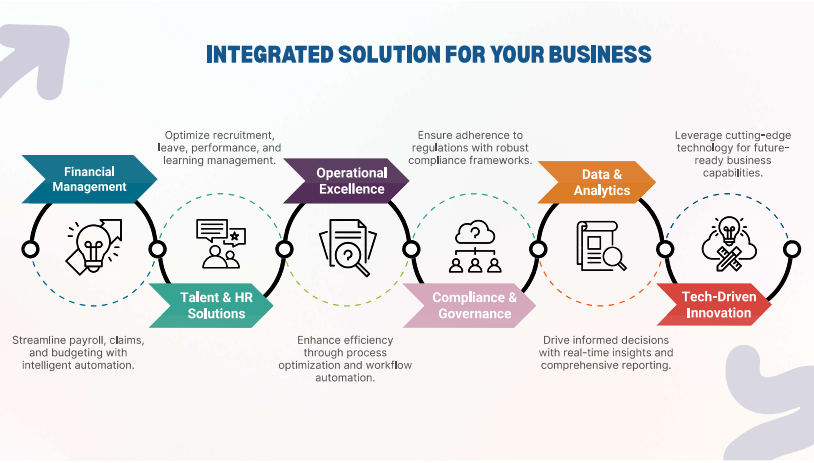 INTEGRATED SOLUTION FOR YOUR BUSINESS
Financial
Management
Streamline payroll, claims,
and budgeting with
intelligent automation.
Optimize recruitment,
leave, performance, and
learning management.
Talent & HR
Solutions
Operational
Excellence
?
Enhance efficiency
through process
optimization and workflow
automation.
Ensure adherence to
regulations with robust
compliance frameworks.
?
Compliance &
Governance
Data &
Analytics
Drive informed decisions
with real-time insights and
comprehensive reporting.
Leverage cutting-edge
technology for future-
ready business
capabilities.
Tech-Driven
Innovation